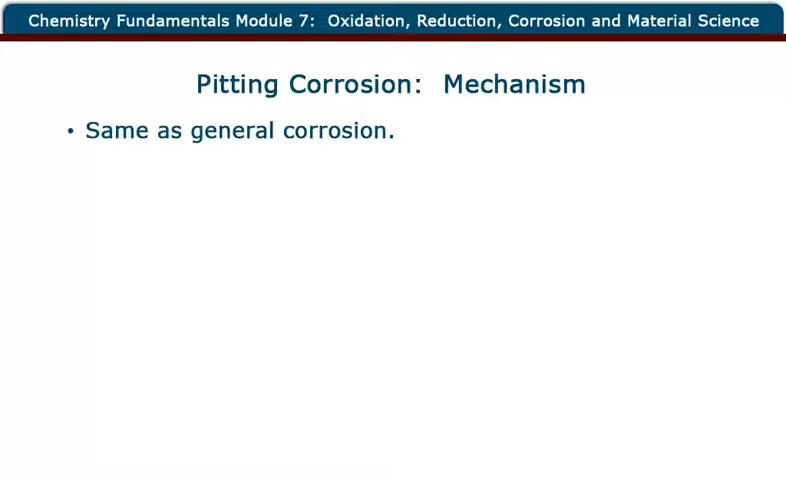 Chemistry Fundamentals Module 7:  Oxidation, Reduction, Corrosion and Material Science
Pitting Corrosion:  Mechanism
• Same as general corrosion.